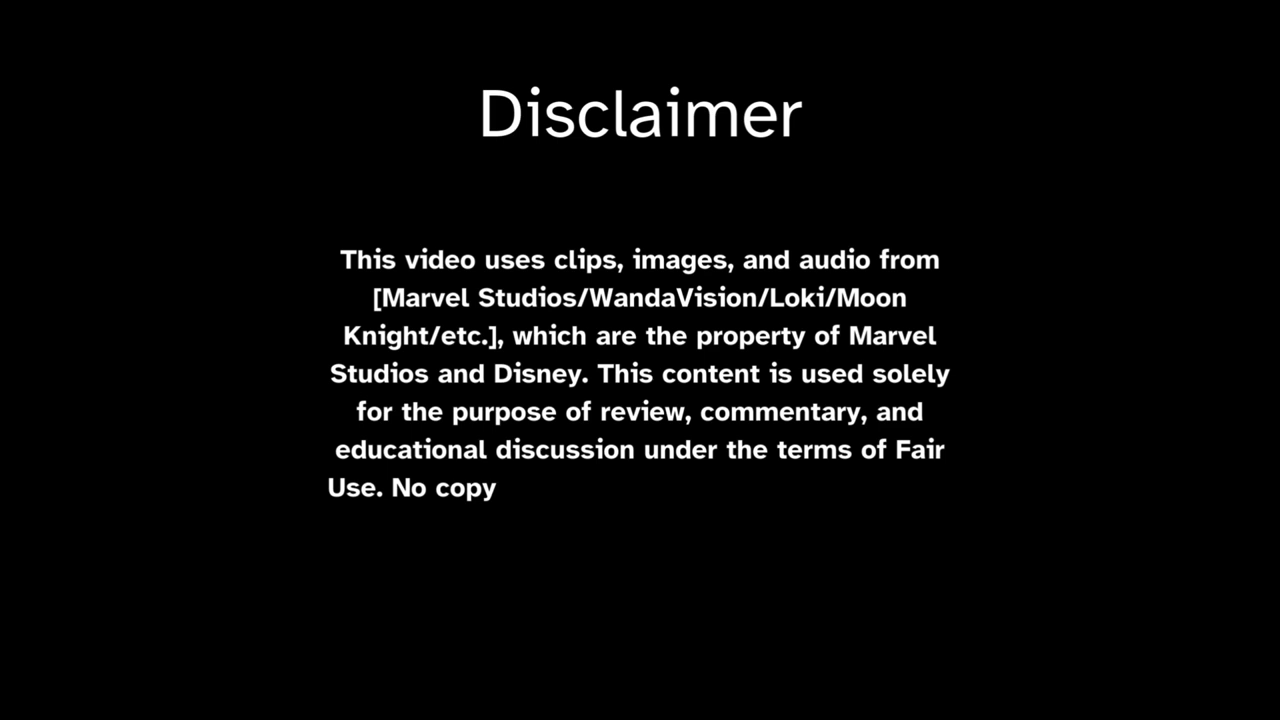 Disclaimer
This video uses clips, images, and audio from
[Marvel Studios/WandaVision/Loki/Moon
Knight/etc.], which are the property of Marvel
Studios and Disney. This content is used solely
for the purpose of review, commentary, and
educational discussion under the terms of Fair
Use. No copy